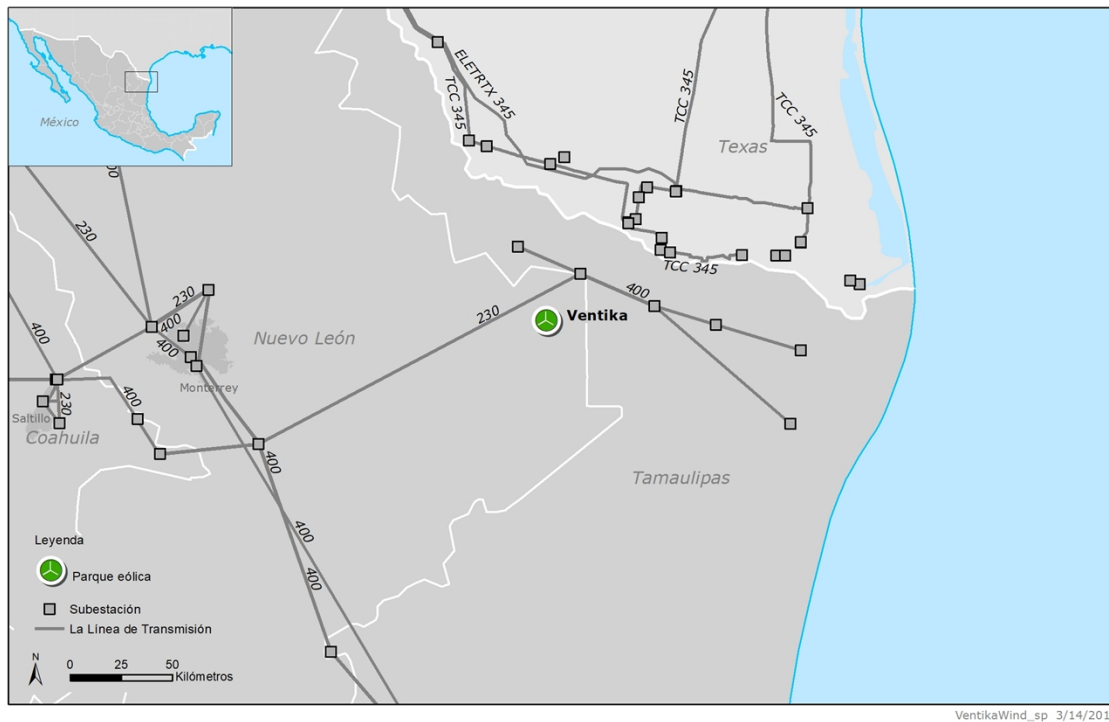 México
ELETRTX 345
TCC 345
TCC 345
TCC 345
Texas
TCC 345
230
230
400
400
400
230
400
Ventika
Nuevo León
Monterrey
230
400
Saltillo
Coahuila
400
400
400
Tamaulipas
Leyenda
Parque eólica
Subestación
La Línea de Transmisión
N
0 25 50
Kilómetros
VentikaWind_sp 3/14/201